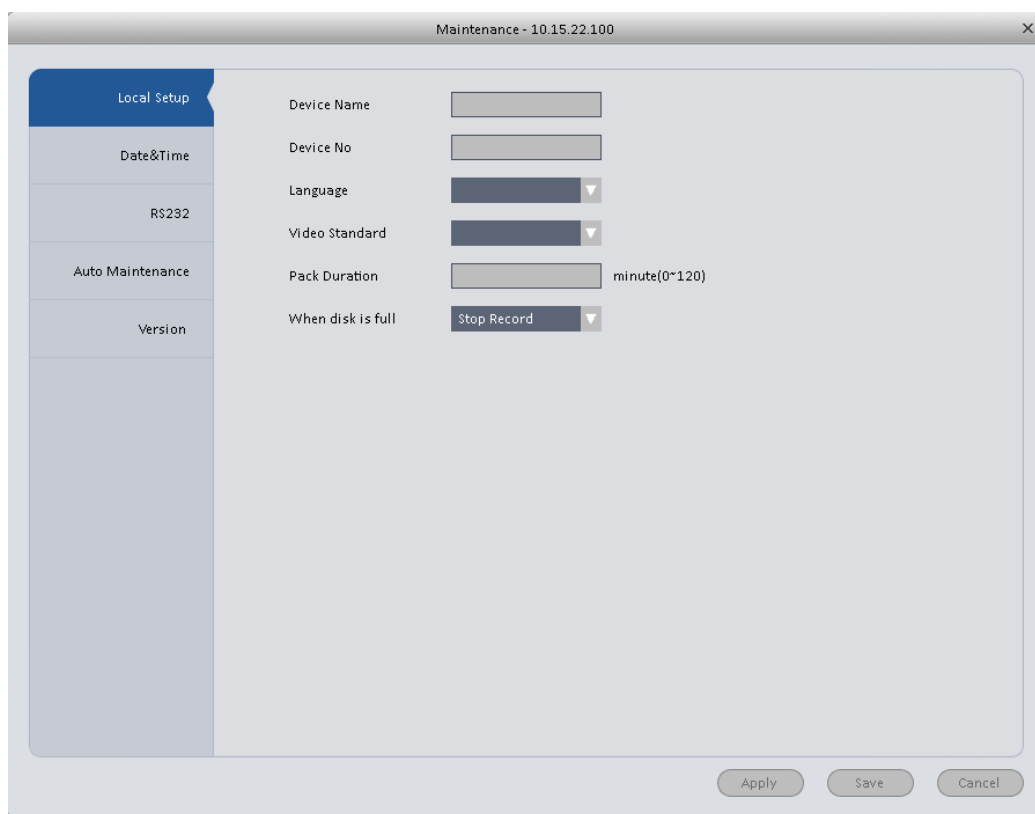 Maintenance - 10.15.22.100
Local Setup
Date&Time
RS232
Auto Maintenance
Version
Device Name
Device No
Language
Video Standard
Pack Duration minute(0~120)
When disk is full Stop Record
Apply Save Cancel